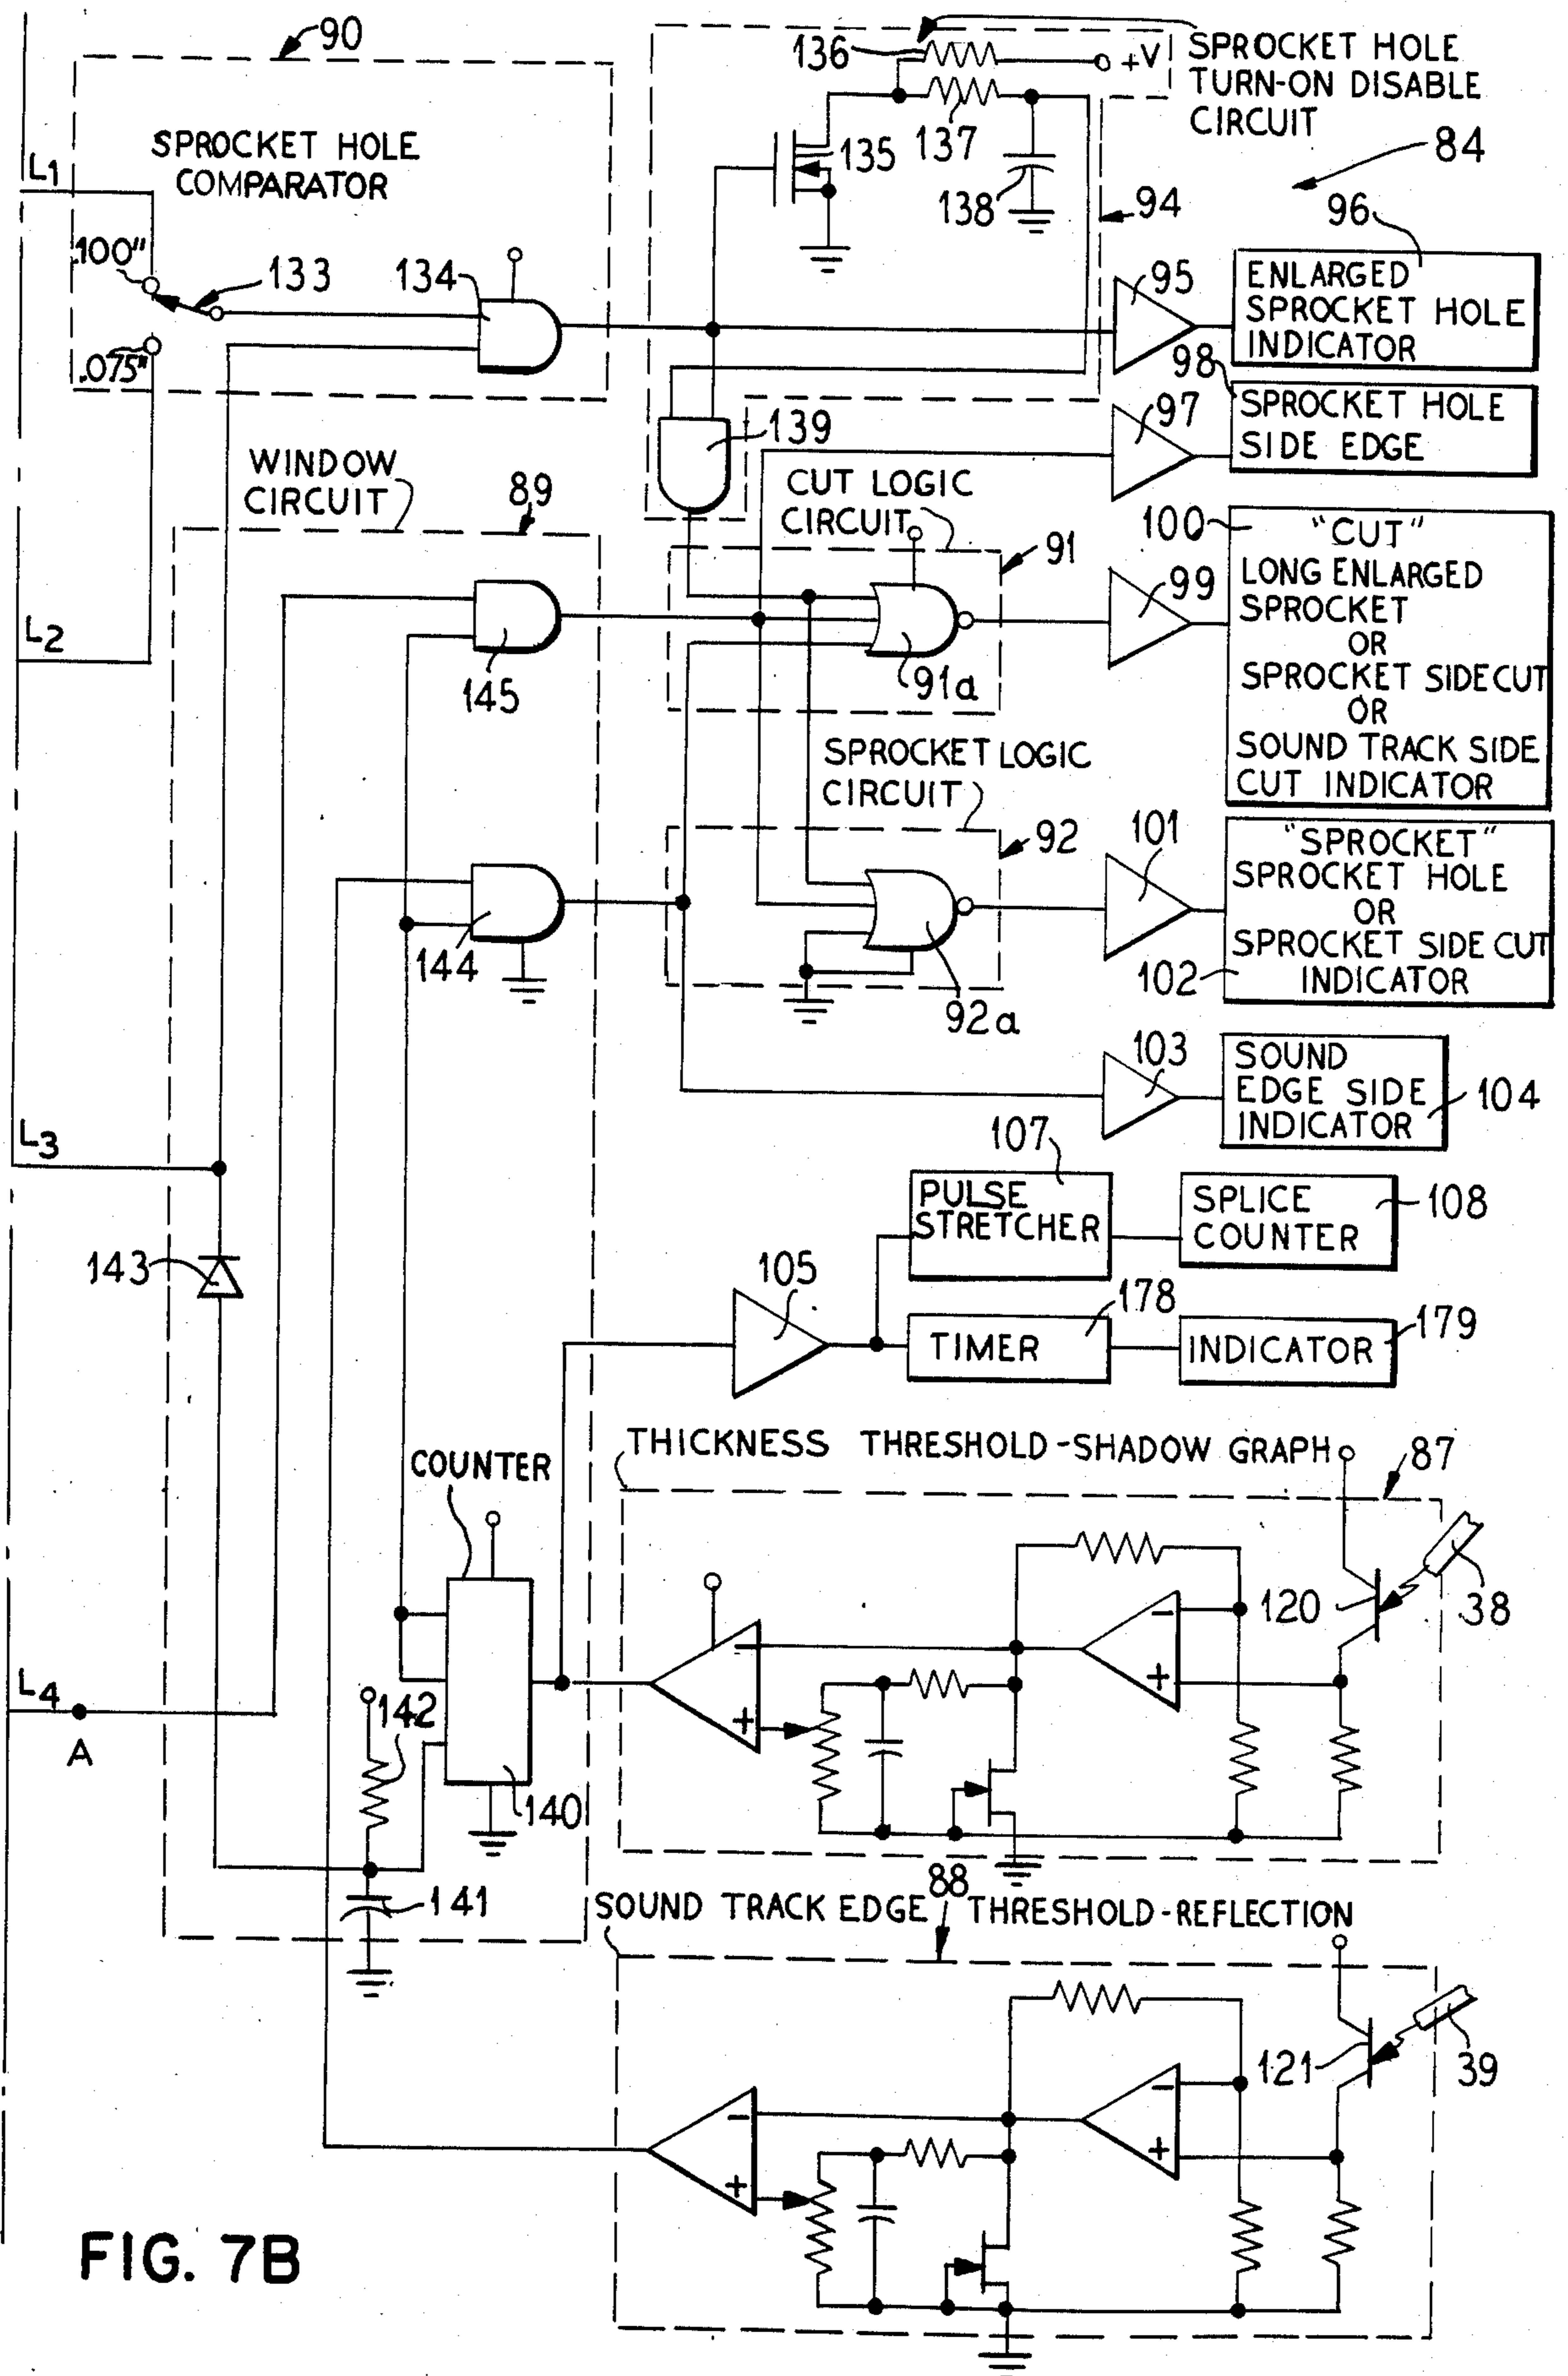 90
SPROCKET HOLE
COMPARATOR
L1
.100"
133
134
.075"
136
+V
SPROCKET HOLE
TURN-ON DISABLE
CIRCUIT
135
137
138
84
94
96
95
ENLARGED
SPROCKET HOLE
INDICATOR
98
97
SPROCKET HOLE
SIDE EDGE
139
WINDOW
CIRCUIT
89
CUT LOGIC
CIRCUIT
91
91a
99
100
"CUT"
LONG ENLARGED
SPROCKET
OR
SPROCKET SIDE CUT
OR
SOUND TRACK SIDE
CUT INDICATOR
L2
145
SPROCKET LOGIC
CIRCUIT
92
92a
101
"SPROCKET"
SPROCKET HOLE
OR
SPROCKET SIDE CUT
INDICATOR
102
144
103
SOUND
EDGE SIDE
INDICATOR
104
L3
143
107
PULSE
STRETCHER
SPLICE
COUNTER
108
105
178
TIMER
INDICATOR
179
COUNTER
THICKNESS THRESHOLD-SHADOW GRAPH
87
120
38
−
+
−
+
L4
A
142
140
141
88
SOUND TRACK EDGE THRESHOLD-REFLECTION
121
39
−
+
−
+
FIG. 7B